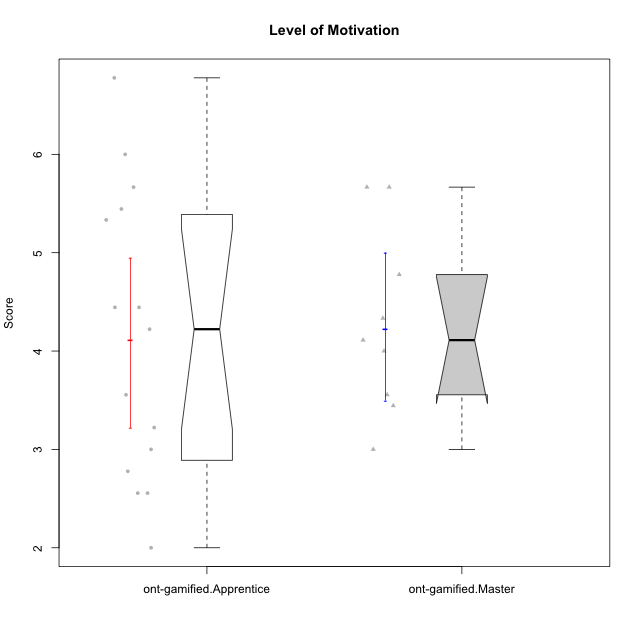 Level of Motivation
Score
6
5
4
3
2
ont-gamified.Apprentice
ont-gamified.Master